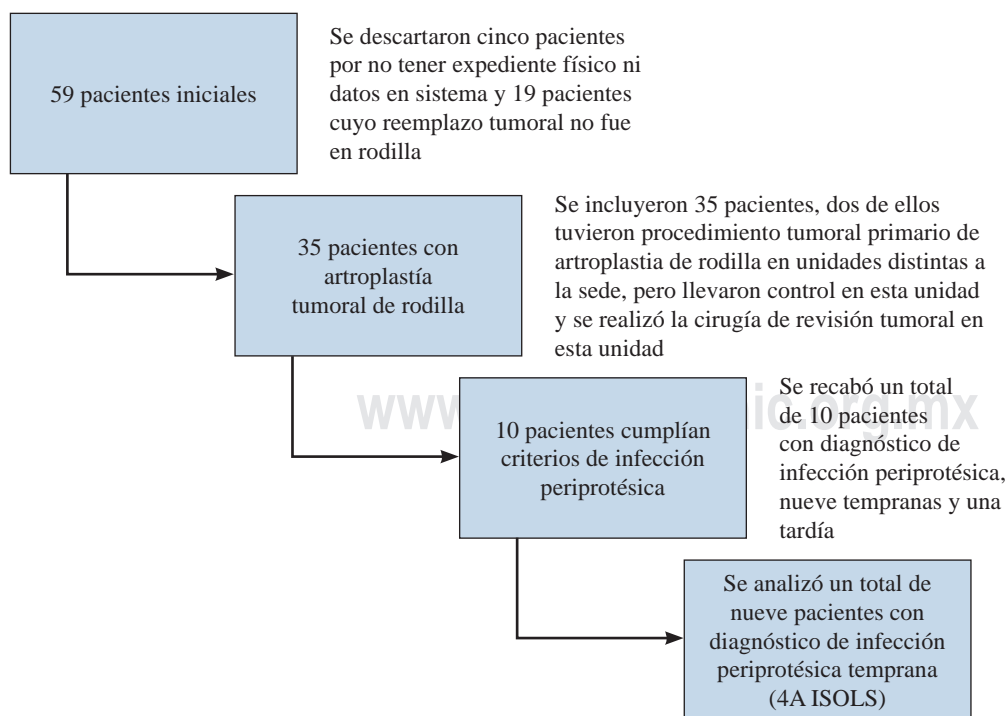 59 pacientes iniciales
Se descartaron cinco pacientes
por no tener expediente físico ni
datos en sistema y 19 pacientes
cuyo reemplazo tumoral no fue
en rodilla
35 pacientes con
artroplastía
tumoral de rodilla
Se incluyeron 35 pacientes, dos de ellos
tuvieron procedimiento tumoral primario de
artroplastia de rodilla en unidades distintas a
la sede, pero llevaron control en esta unidad
y se realizó la cirugía de revisión tumoral en
esta unidad
10 pacientes cumplían
criterios de infección
periprotésica
Se recabó un total
de 10 pacientes
con diagnóstico de
infección periprotésica,
nueve tempranas y una
tardía
Se analizó un total de
nueve pacientes con
diagnóstico de infección
periprotésica temprana
(4A ISOLS)